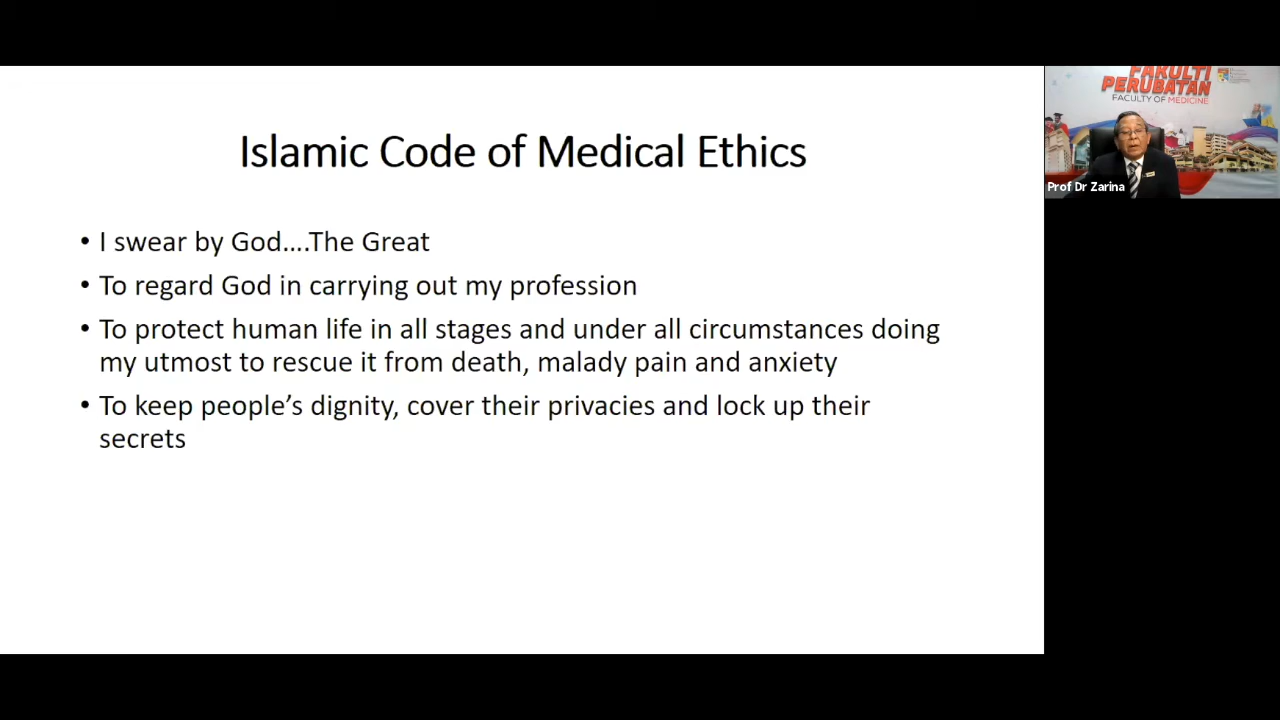 Islamic Code of Medical Ethics
• I swear by God....The Great
• To regard God in carrying out my profession
• To protect human life in all stages and under all circumstances doing
my utmost to rescue it from death, malady pain and anxiety
• To keep people’s dignity, cover their privacies and lock up their
secrets
FAKULTI
PERUBATAN
FACULTY OF MEDICINE
Prof Dr Zarina